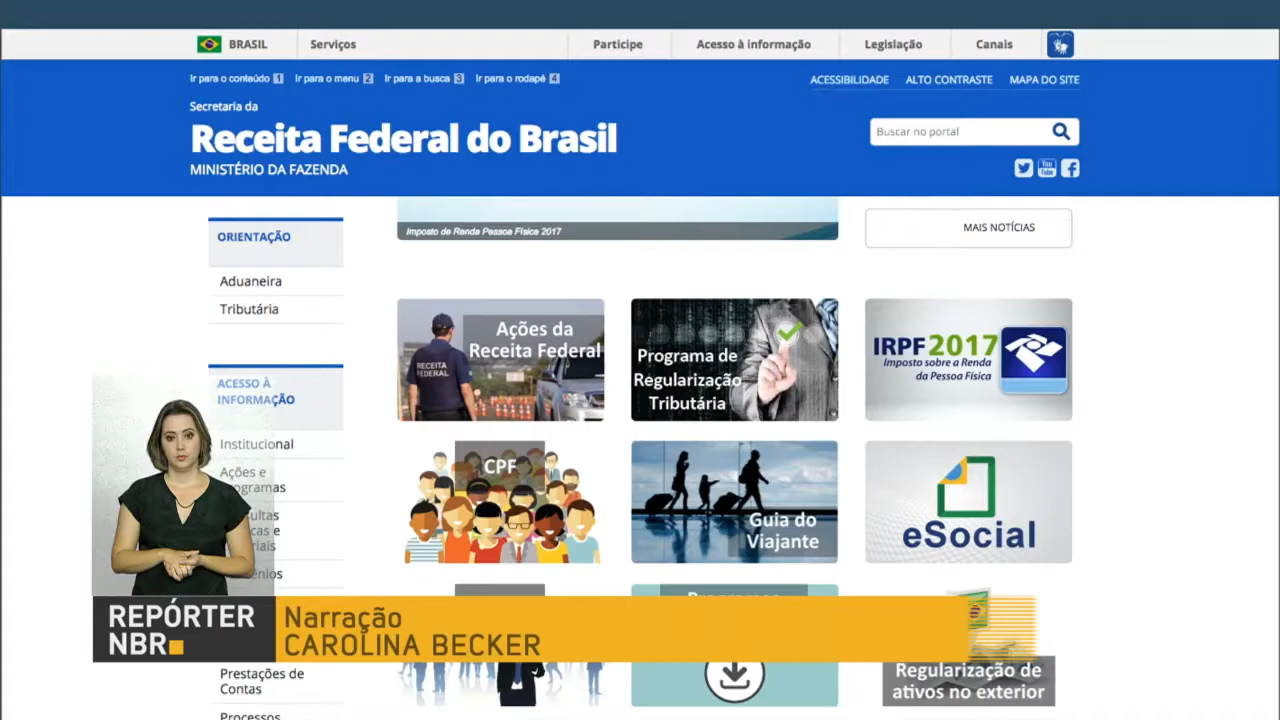 BRASIL
Serviços
Participe
Acesso à informação
Legislação
Canais
Ir para o conteúdo 1
Ir para o menu 2
Ir para a busca 3
Ir para o rodapé 4
ACESSIBILIDADE
ALTO CONTRASTE
MAPA DO SITE
Secretaria da
Receita Federal do Brasil
MINISTÉRIO DA FAZENDA
Buscar no portal
You
Tube
ORIENTAÇÃO
Aduaneira
Tributária
Imposto de Renda Pessoa Física 2017
MAIS NOTÍCIAS
RECEITA
FEDERAL
Ações da
Receita Federal
Programa de
Regularização
Tributária
IRPF2017
Imposto sobre a Renda
da Pessoa Física
ACESSO À
INFORMAÇÃO
Institucional
Ações e
CPF
Guia do
Viajante
eSocial
REPÓRTER
NBR
Narração
CAROLINA BECKER
Prestações de
Contas
Processos
Regularização de
ativos no exterior